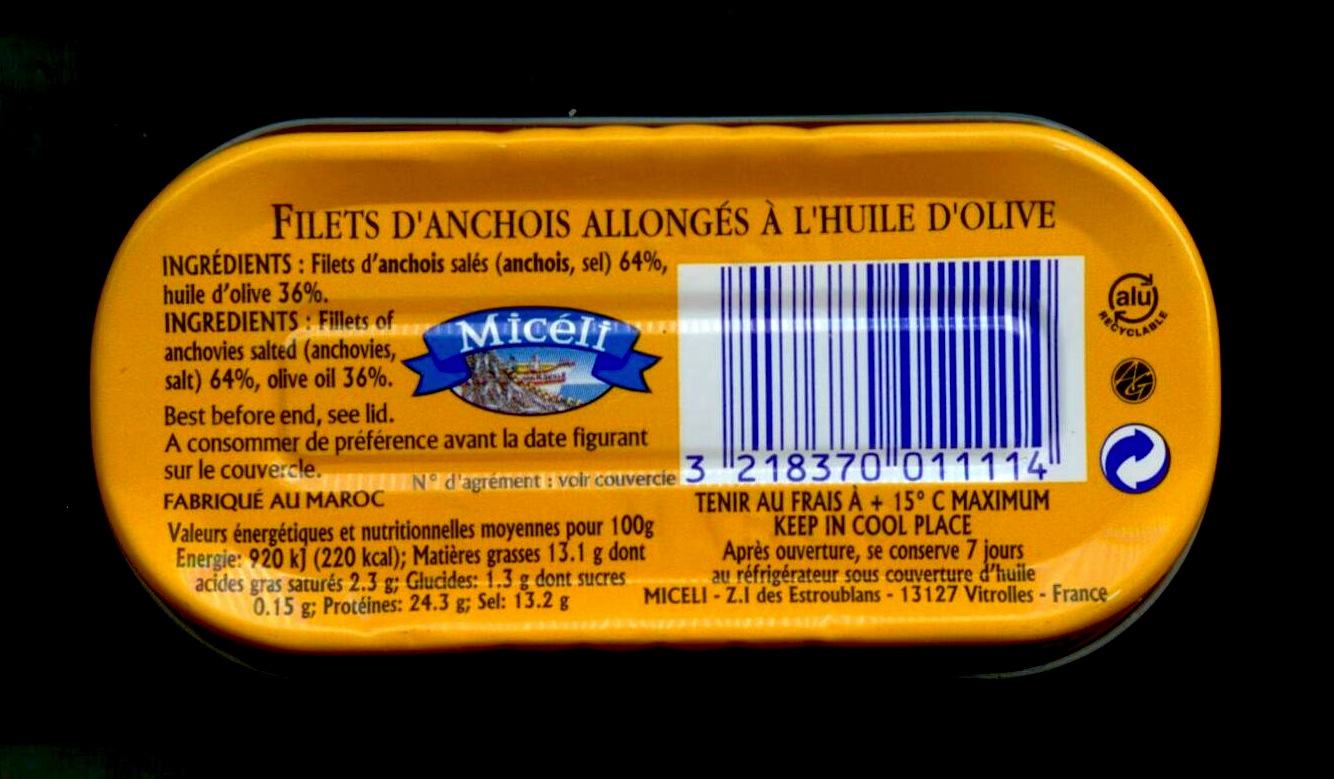 FILETS D'ANCHOIS ALLONGÉS À L'HUILE D'OLIVE
INGRÉDIENTS : Filets d'anchois salés (anchois, sel) 64%,
huile d'olive 36%.
INGREDIENTS : Fillets of
anchovies salted (anchovies,
salt) 64%, olive oil 36%.
Micéli
Best before end, see lid.
A consommer de préférence avant la date figurant
sur le couvercle.
N° d'agrément : voir couvercle
FABRIQUÉ AU MAROC
Valeurs énergétiques et nutritionnelles moyennes pour 100g
Energie: 920 kJ (220 kcal); Matières grasses 13.1 g dont
acides gras saturés 2.3 g; Glucides: 1.3 g dont sucres
0.15 g; Protéines: 24.3 g; Sel: 13.2 g
3 218370 011114
TENIR AU FRAIS À + 15° C MAXIMUM
KEEP IN COOL PLACE
Après ouverture, se conserve 7 jours
au réfrigérateur sous couverture d'huile
MICELI - Z.I des Estroublans - 13127 Vitrolles - France
alu
RECYCLABLE